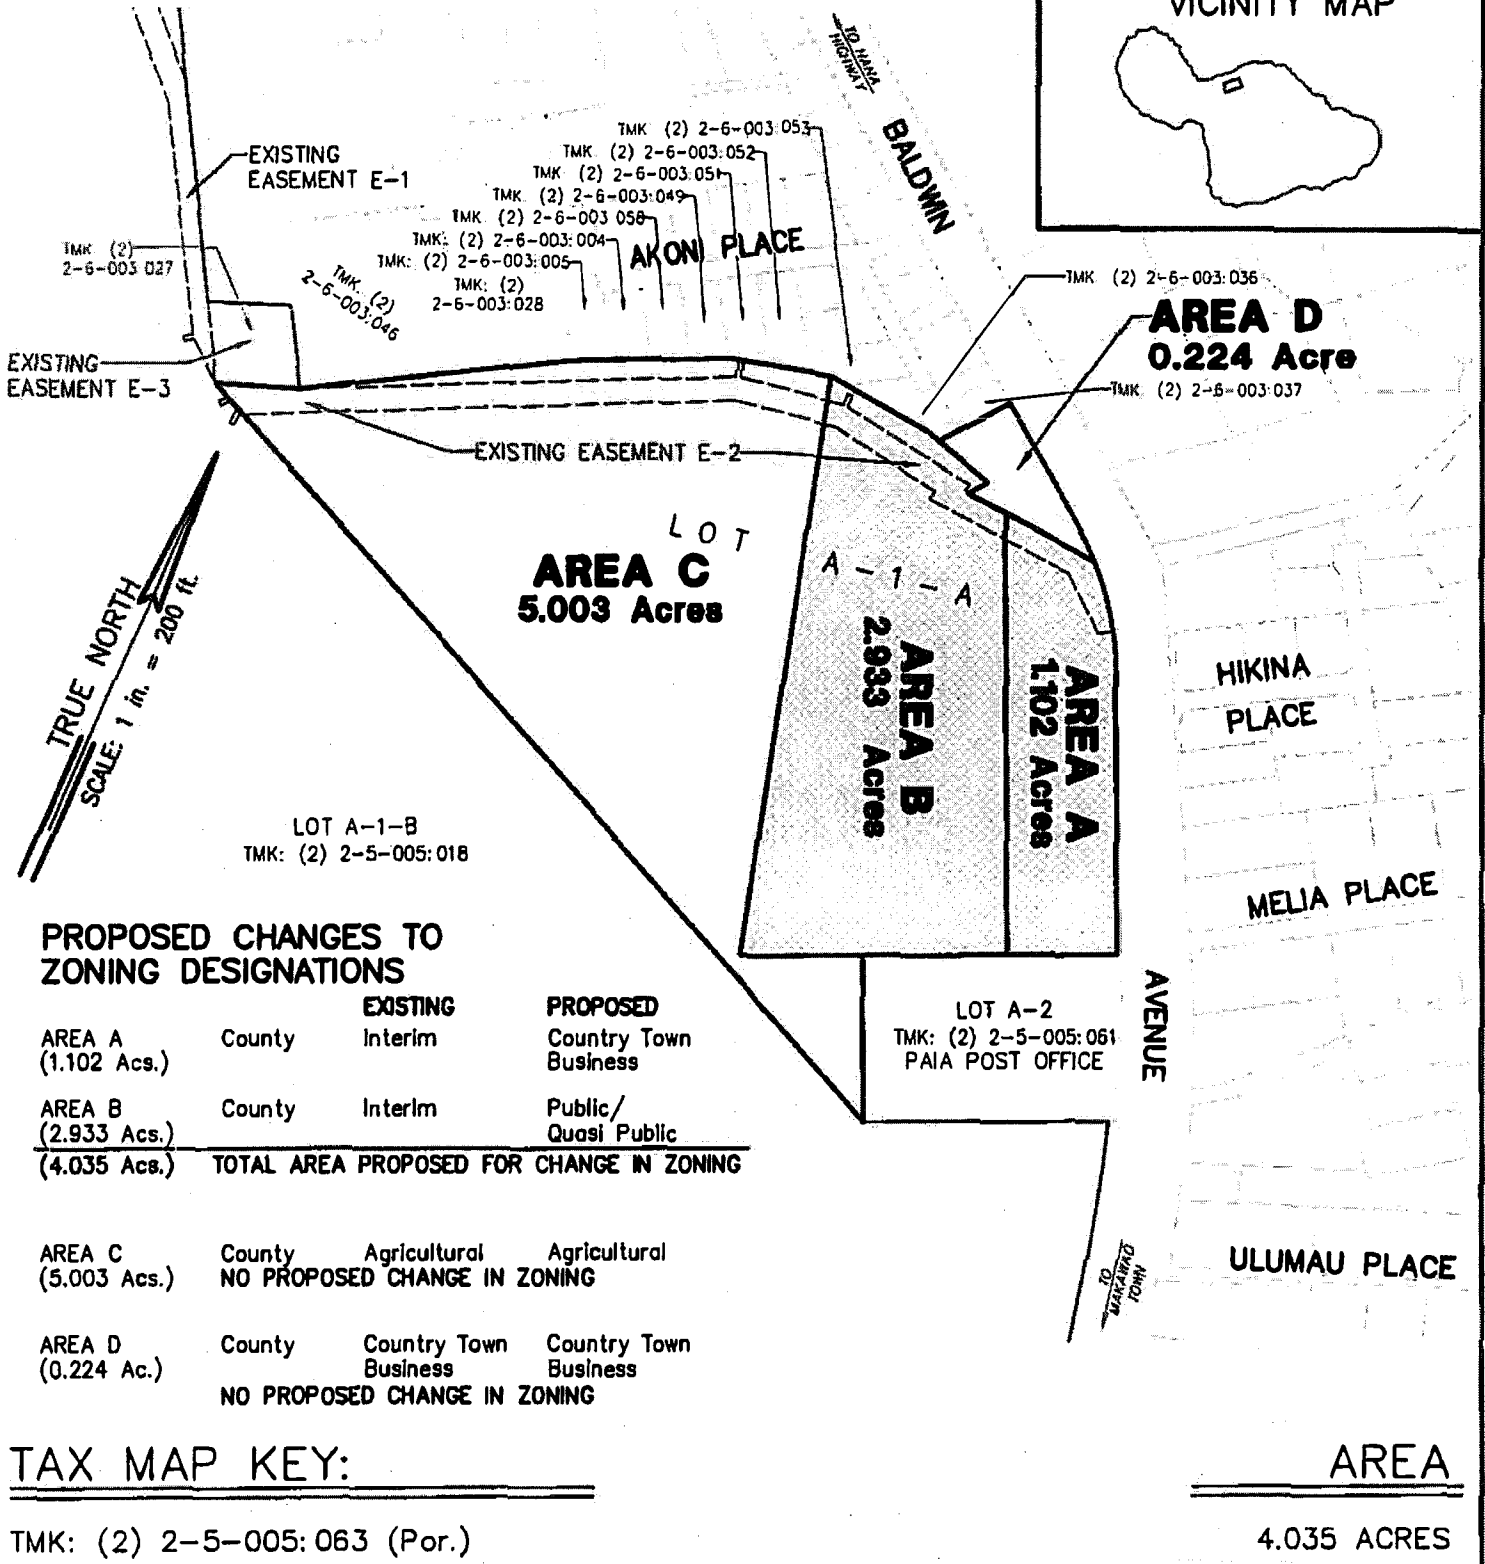 VICINITY MAP
TO HANA
HIGHWAY
BALDWIN
TMK (2) 2-6-003:053
TMK (2) 2-6-003:052
TMK (2) 2-6-003:051
TMK (2) 2-6-003:049
TMK (2) 2-6-003 058
TMK: (2) 2-6-003:004
TMK: (2) 2-6-003:005
TMK: (2)
2-6-003:028
AKONI PLACE
EXISTING
EASEMENT E-1
TMK (2)
2-6-003 027
TMK (2)
2-6-003:046
TMK (2) 2-6-003:036
AREA D
0.224 Acre
TMK (2) 2-6-003:037
EXISTING
EASEMENT E-3
EXISTING EASEMENT E-2
LOT
A-1-A
AREA C
5.003 Acres
AREA B
2.933 Acres
AREA A
1.102 Acres
TRUE NORTH
SCALE: 1 in. = 200 ft.
HIKINA
PLACE
LOT A-1-B
TMK: (2) 2-5-005:018
MELIA PLACE
AVENUE
LOT A-2
TMK: (2) 2-5-005:061
PAIA POST OFFICE
PROPOSED CHANGES TO
ZONING DESIGNATIONS
EXISTING PROPOSED
AREA A County Interim Country Town
(1.102 Acs.) Business
AREA B County Interim Public/
(2.933 Acs.) Quasi Public
(4.035 Acs.) TOTAL AREA PROPOSED FOR CHANGE IN ZONING
AREA C County Agricultural Agricultural
(5.003 Acs.) NO PROPOSED CHANGE IN ZONING
AREA D County Country Town Country Town
(0.224 Ac.) Business Business
NO PROPOSED CHANGE IN ZONING
ULUMAU PLACE
TO
MAKAWAO
TOWN
TAX MAP KEY:
AREA
TMK: (2) 2-5-005:063 (Por.)
4.035 ACRES